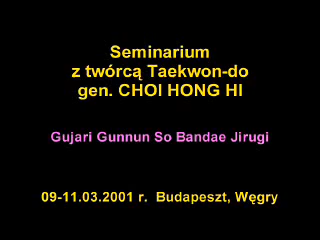 Seminarium
z twórcą Taekwon-do
gen. CHOI HONG HI
Gujari Gunnun So Bandae Jirugi
09-11.03.2001 r. Budapeszt, Węgry